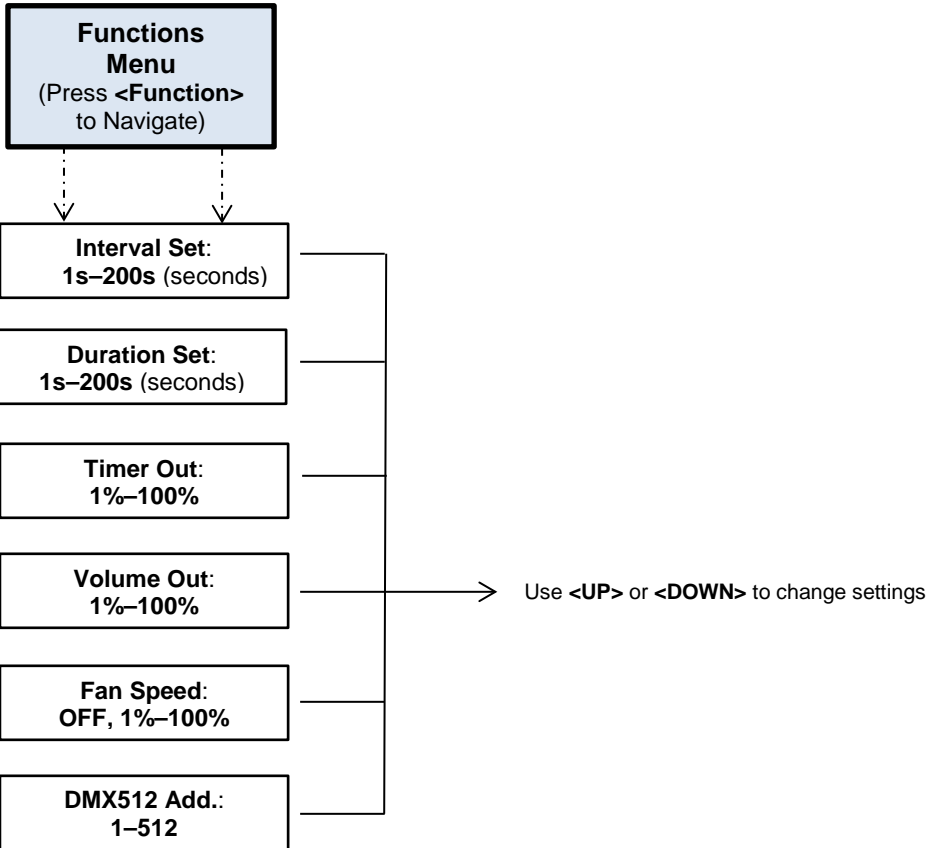 Functions
Menu
(Press <Function>
to Navigate)
Interval Set:
1s–200s (seconds)
Duration Set:
1s–200s (seconds)
Timer Out:
1%–100%
Volume Out:
1%–100%
Use <UP> or <DOWN> to change settings
Fan Speed:
OFF, 1%–100%
DMX512 Add.:
1–512